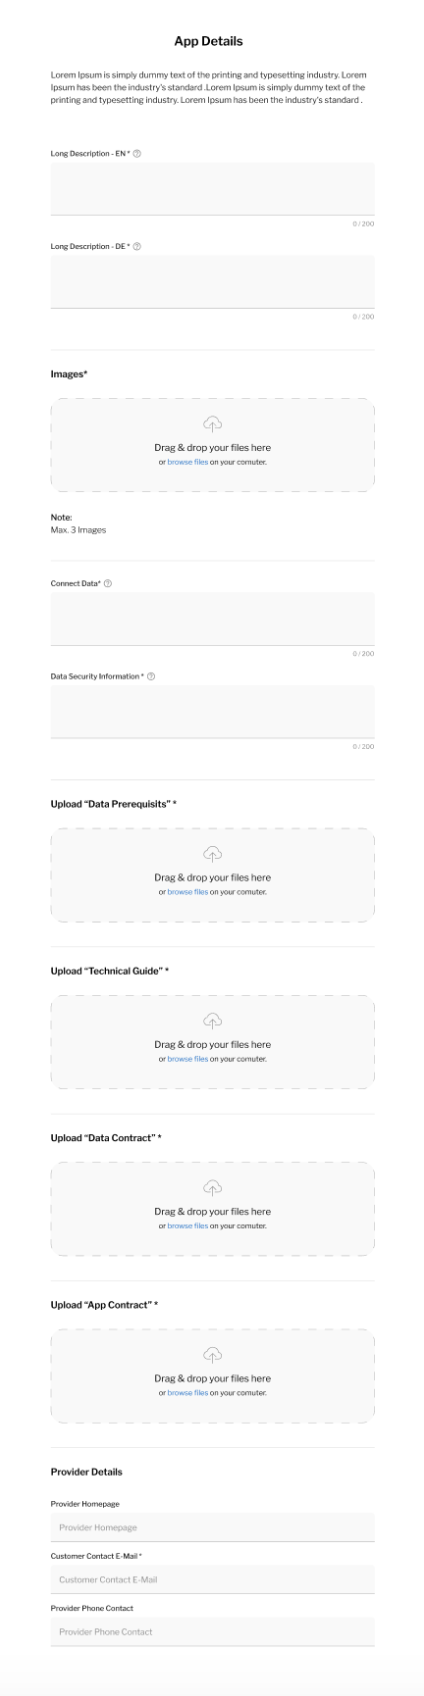 App Details
Lorem Ipsum is simply dummy text of the printing and typesetting industry. Lorem
Ipsum has been the industry's standard .Lorem Ipsum is simply dummy text of the
printing and typesetting industry. Lorem Ipsum has been the industry's standard .
Long Description - EN *
0 / 200
Long Description - DE *
0 / 200
Images*
Drag & drop your files here
or browse files on your comuter.
Note:
Max. 3 Images
Connect Data*
0 / 200
Data Security Information *
0 / 200
Upload “Data Prerequisits” *
Drag & drop your files here
or browse files on your comuter.
Upload “Technical Guide” *
Drag & drop your files here
or browse files on your comuter.
Upload “Data Contract” *
Drag & drop your files here
or browse files on your comuter.
Upload “App Contract” *
Drag & drop your files here
or browse files on your comuter.
Provider Details
Provider Homepage
Provider Homepage
Customer Contact E-Mail *
Customer Contact E-Mail
Provider Phone Contact
Provider Phone Contact